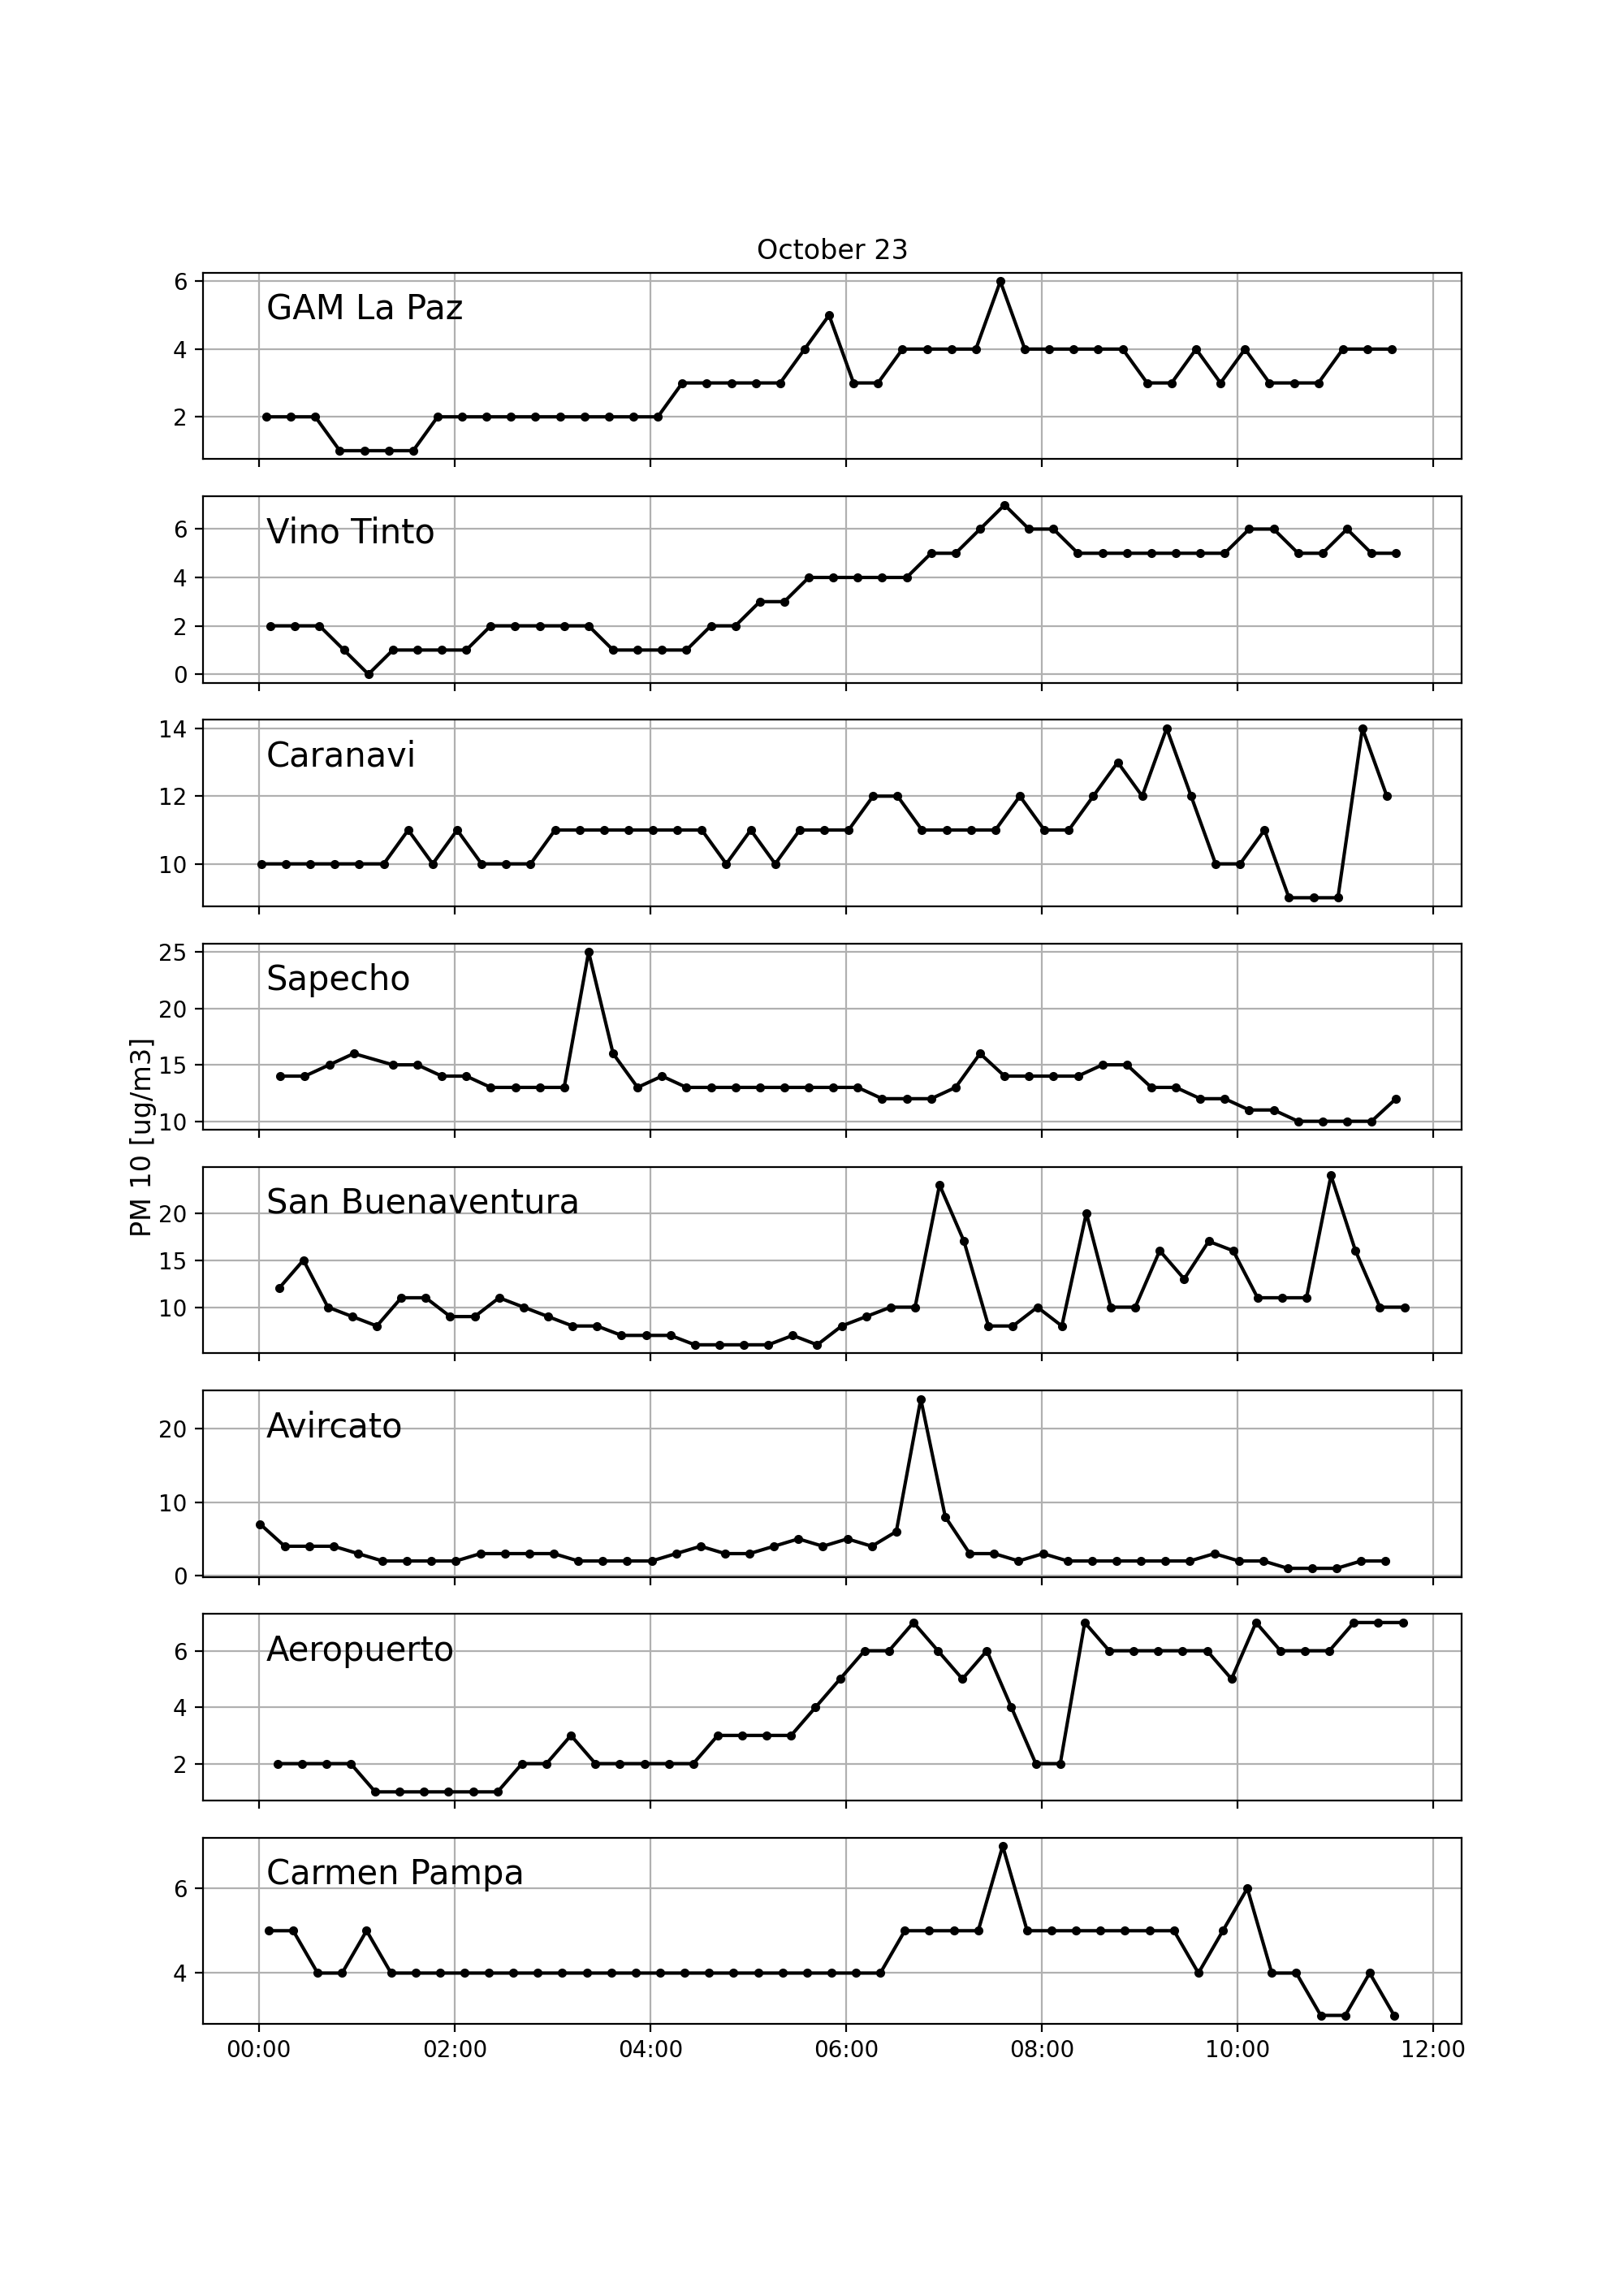 October 23
PM 10 [ug/m3]
GAM La Paz
6
4
2
Vino Tinto
6
4
2
0
Caranavi
14
12
10
Sapecho
25
20
15
10
San Buenaventura
20
15
10
Avircato
20
10
0
Aeropuerto
6
4
2
Carmen Pampa
6
4
00:00 02:00 04:00 06:00 08:00 10:00 12:00